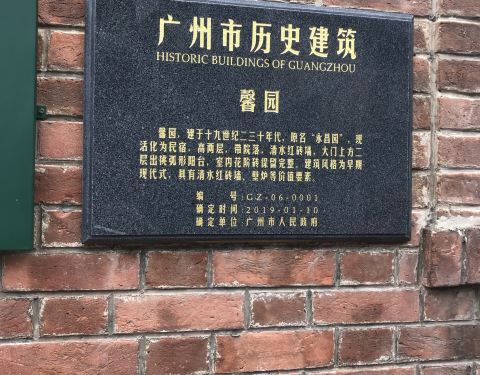 广州市历史建筑
HISTORIC BUILDINGS OF GUANGZHOU
馨园
馨园，建于十九世纪二三十年代，原名“永昌园”，现
活化为民宿，高两层，带院落，清水红砖墙，大门上方二
层出挑弧形阳台，室内花阶砖保留完整，建筑风格为早期
现代式，具有清水红砖墙、壁炉等价值要素。
编 号:GZ-06-0001
确定时间:2019-01-10
确定单位:广州市人民政府